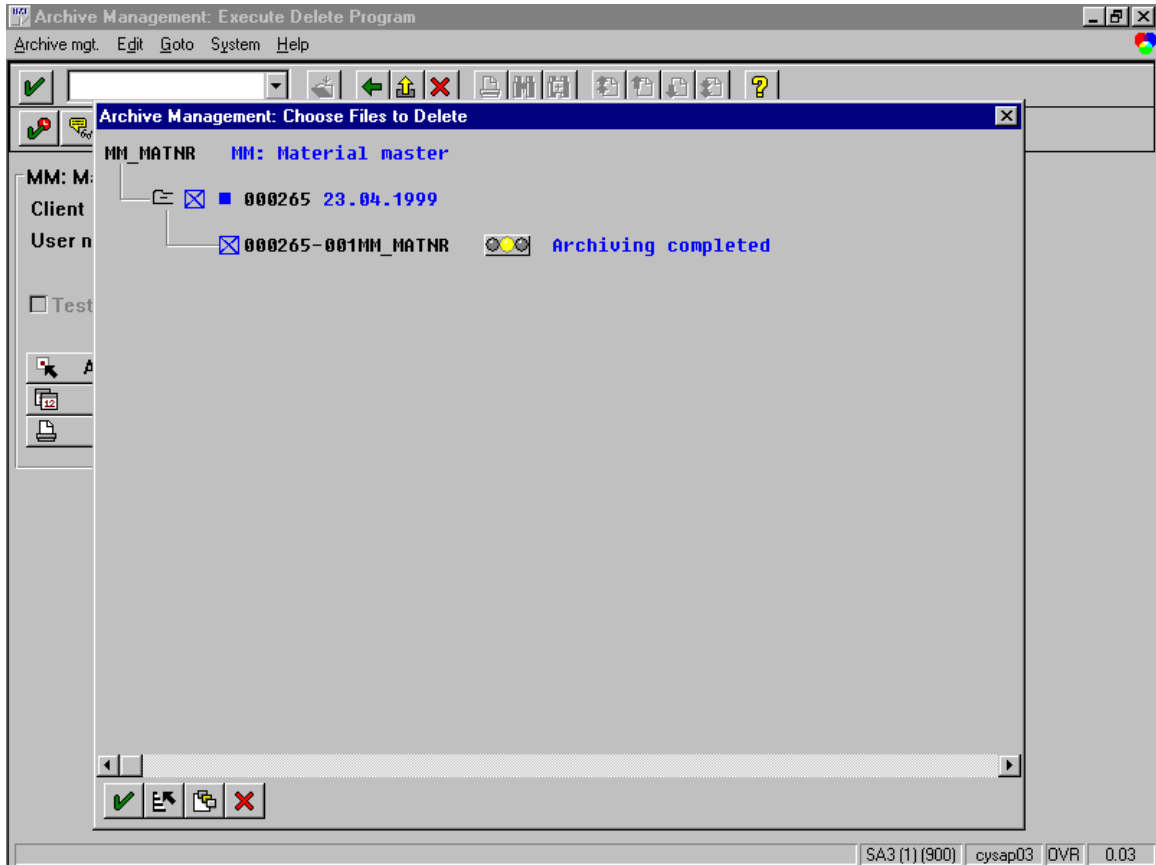 Archive Management: Execute Delete Program
Archive mgt. Edit Goto System Help
Archive Management: Choose Files to Delete
MM_MATNR MM: Material master
MM: Ma
000265 23.04.1999
Client
User n
000265-001MM_MATNR Archiving completed
Test
A
12
SA3 (1) (900) cysap03 OVR 0.03